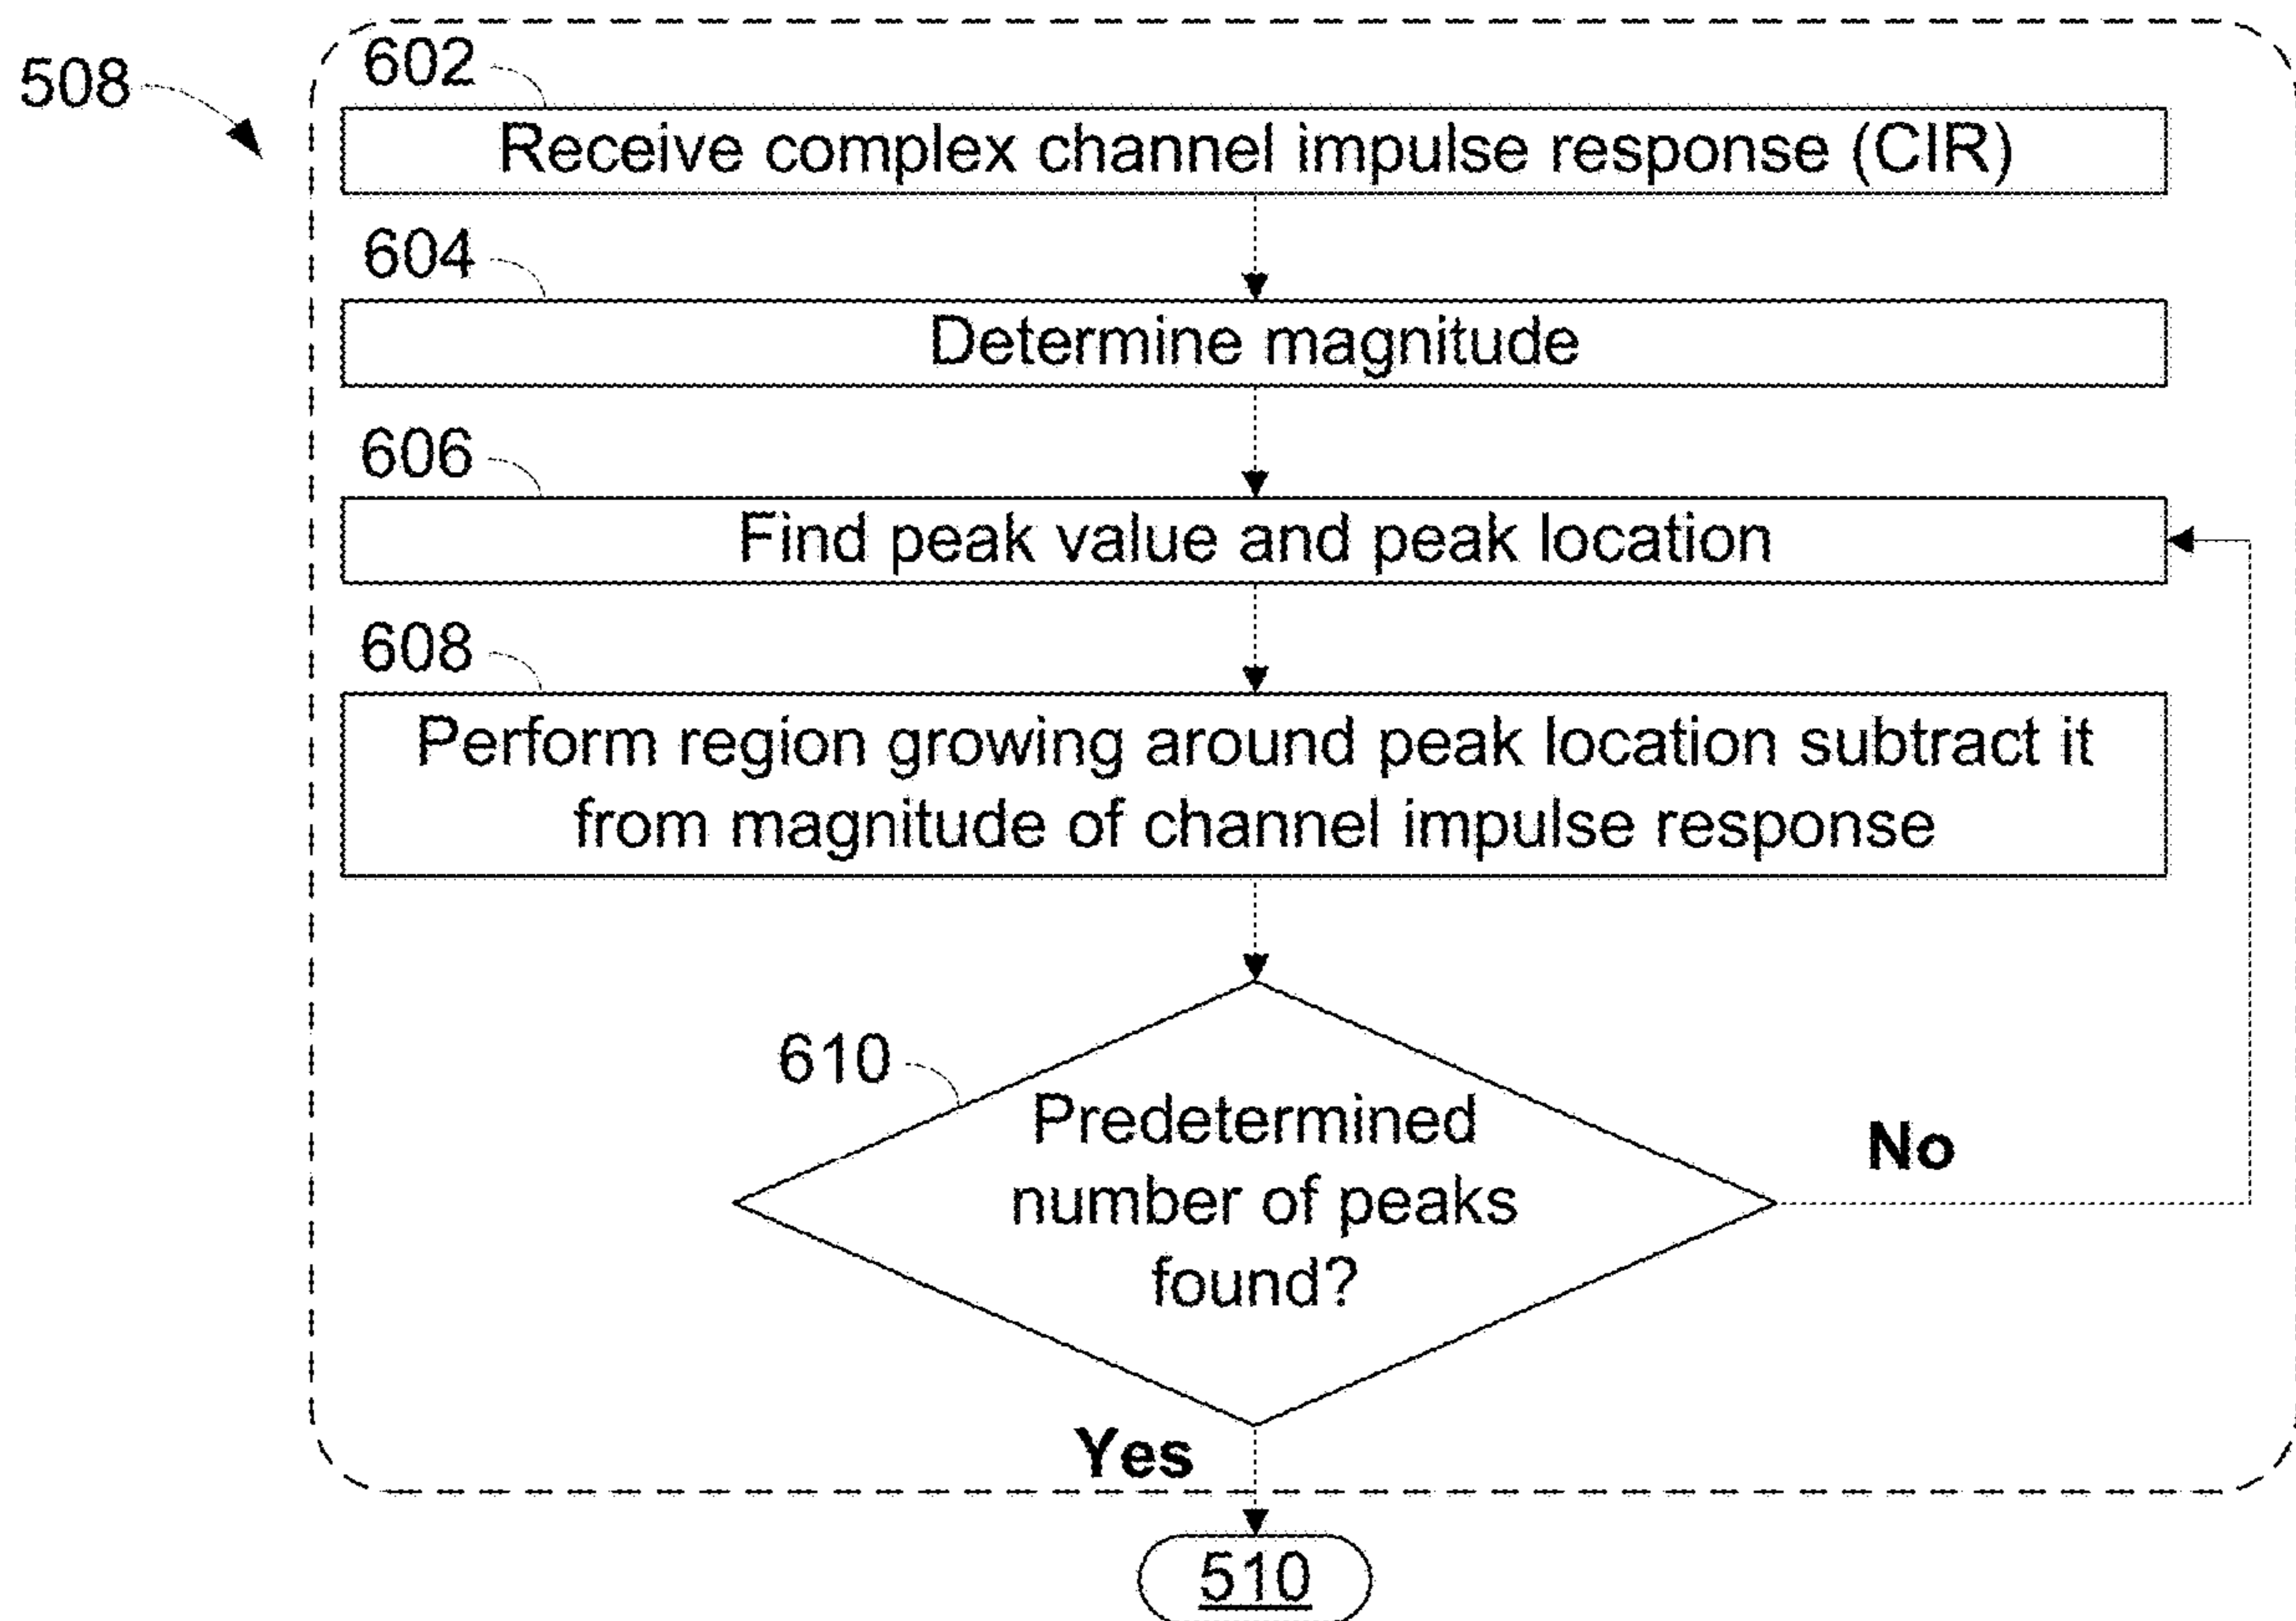 508
602
Receive complex channel impulse response (CIR)
604
Determine magnitude
606
Find peak value and peak location
608
Perform region growing around peak location subtract it
from magnitude of channel impulse response
610
Predetermined
number of peaks
found?
No
Yes
510